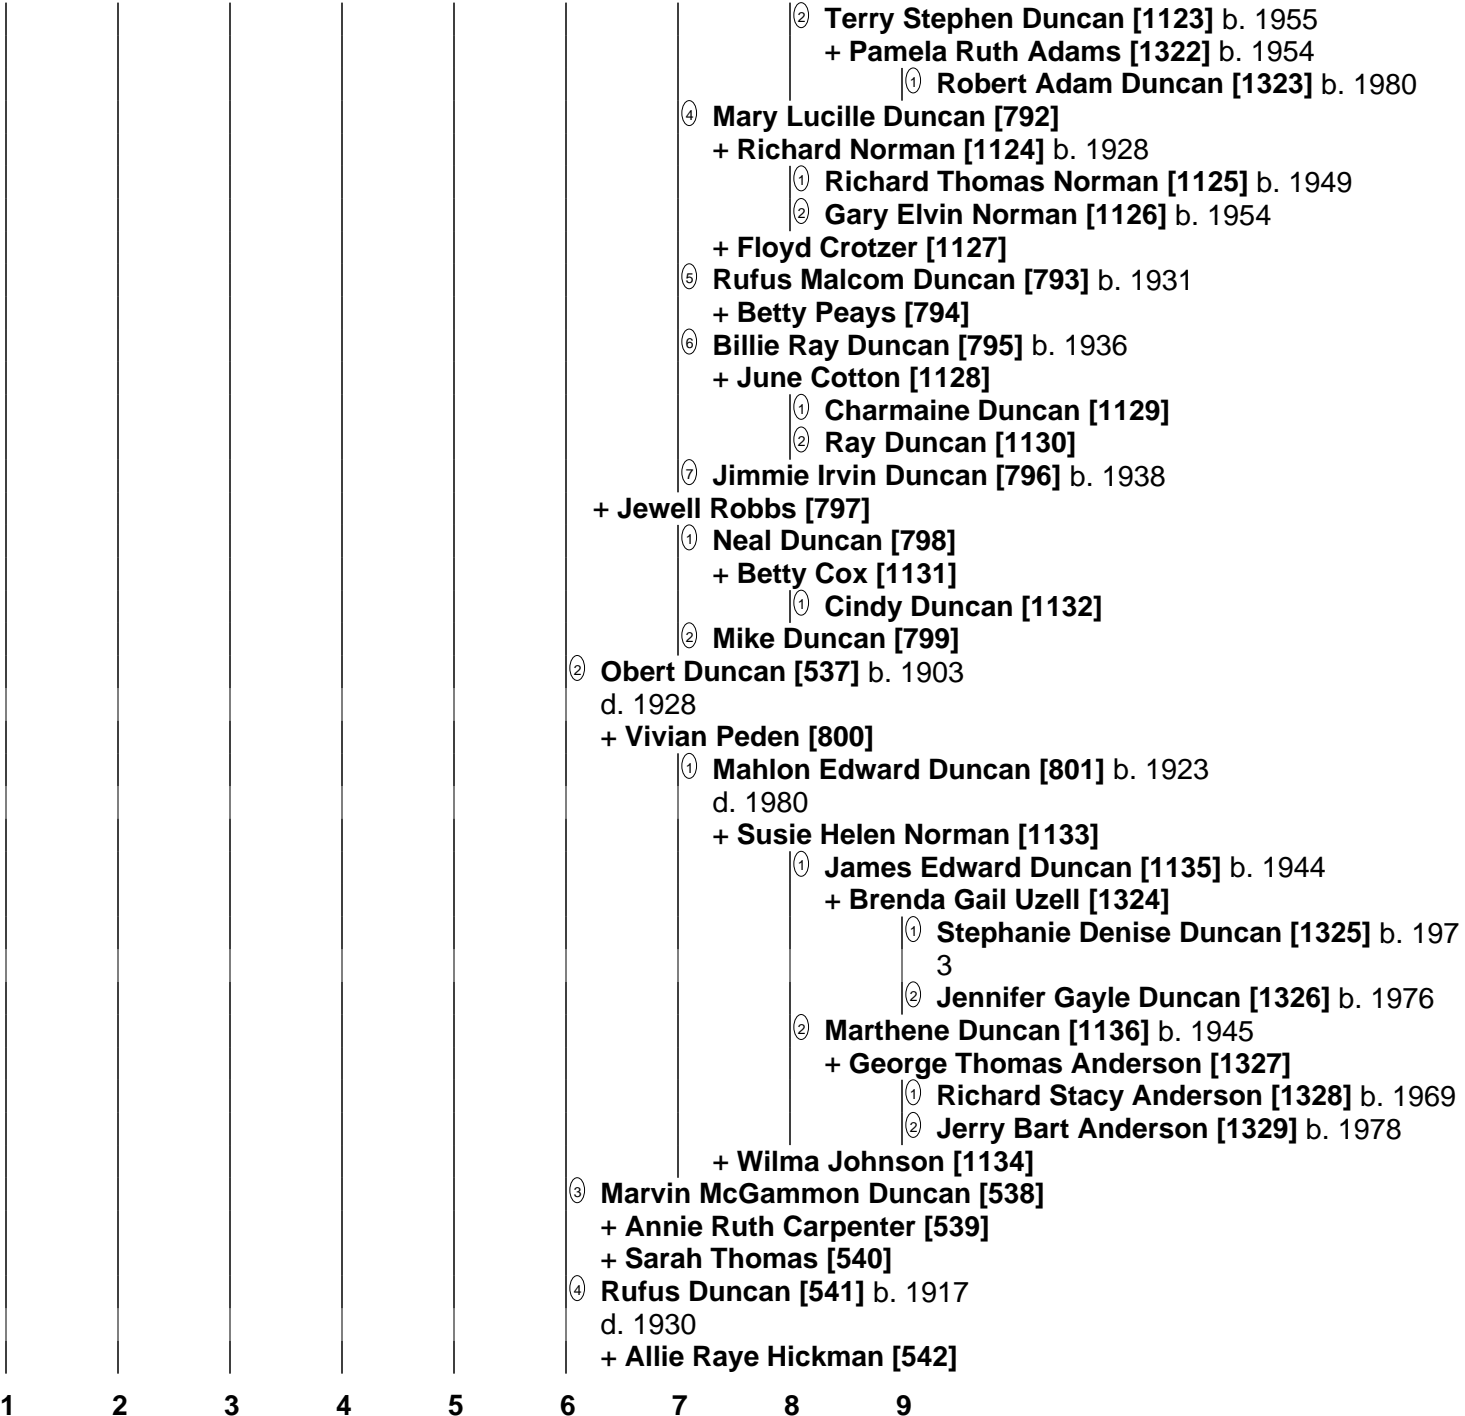 ② Terry Stephen Duncan [1123] b. 1955
+ Pamela Ruth Adams [1322] b. 1954
① Robert Adam Duncan [1323] b. 1980
④ Mary Lucille Duncan [792]
+ Richard Norman [1124] b. 1928
① Richard Thomas Norman [1125] b. 1949
② Gary Elvin Norman [1126] b. 1954
+ Floyd Crotzer [1127]
⑤ Rufus Malcom Duncan [793] b. 1931
+ Betty Peays [794]
⑥ Billie Ray Duncan [795] b. 1936
+ June Cotton [1128]
① Charmaine Duncan [1129]
② Ray Duncan [1130]
⑦ Jimmie Irvin Duncan [796] b. 1938
+ Jewell Robbs [797]
① Neal Duncan [798]
+ Betty Cox [1131]
① Cindy Duncan [1132]
② Mike Duncan [799]
② Obert Duncan [537] b. 1903
d. 1928
+ Vivian Peden [800]
① Mahlon Edward Duncan [801] b. 1923
d. 1980
+ Susie Helen Norman [1133]
① James Edward Duncan [1135] b. 1944
+ Brenda Gail Uzell [1324]
① Stephanie Denise Duncan [1325] b. 197
3
② Jennifer Gayle Duncan [1326] b. 1976
② Marthene Duncan [1136] b. 1945
+ George Thomas Anderson [1327]
① Richard Stacy Anderson [1328] b. 1969
② Jerry Bart Anderson [1329] b. 1978
+ Wilma Johnson [1134]
③ Marvin McGammon Duncan [538]
+ Annie Ruth Carpenter [539]
+ Sarah Thomas [540]
④ Rufus Duncan [541] b. 1917
d. 1930
+ Allie Raye Hickman [542]
1 2 3 4 5 6 7 8 9